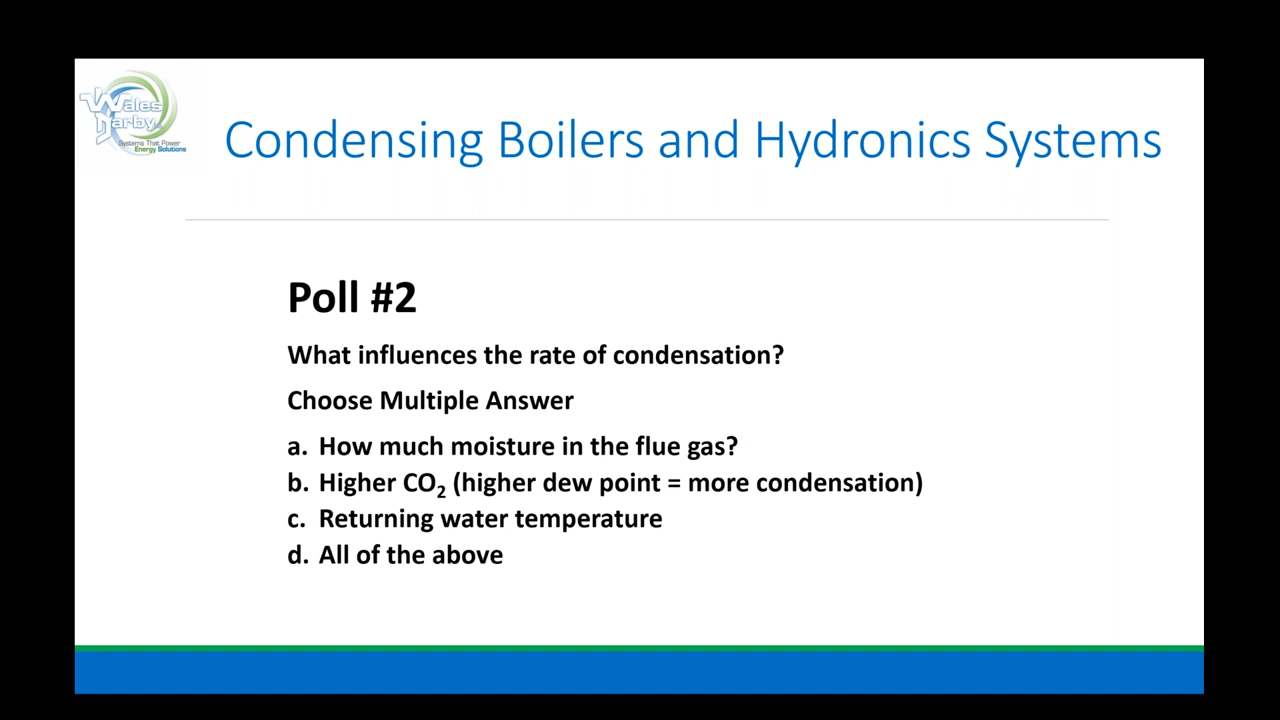 Wales
Darby
Systems That Power
Energy Solutions
Condensing Boilers and Hydronics Systems
Poll #2
What influences the rate of condensation?
Choose Multiple Answer
a. How much moisture in the flue gas?
b. Higher CO₂ (higher dew point = more condensation)
c. Returning water temperature
d. All of the above